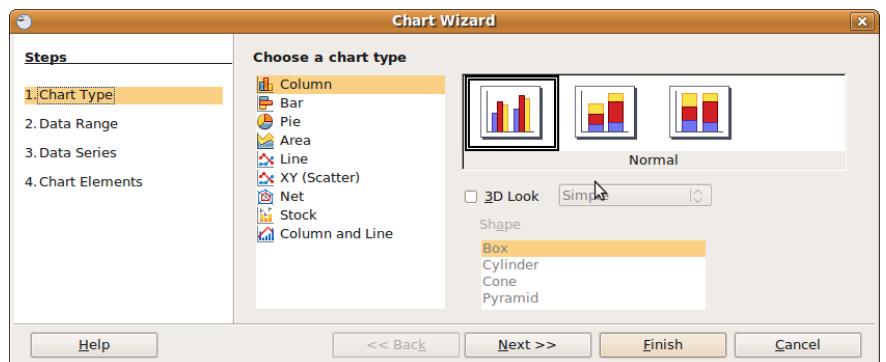 Chart Wizard
Steps
1. Chart Type
2. Data Range
3. Data Series
4. Chart Elements
Choose a chart type
Column
Bar
Pie
Area
Line
XY (Scatter)
Net
Stock
Column and Line
Normal
3D Look
Simple
Shape
Box
Cylinder
Cone
Pyramid
Help
<< Back
Next >>
Finish
Cancel